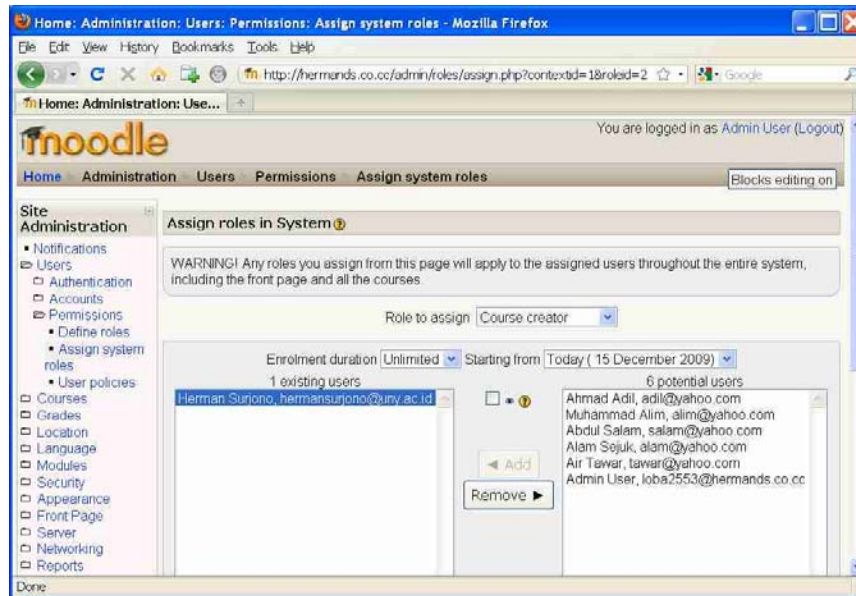 Home: Administration: Users: Permissions: Assign system roles - Mozilla Firefox
File Edit View History Bookmarks Tools Help
http://hermands.co.cc/admin/roles/assign.php?contextid=1&roleid=2
Google
Home: Administration: Use...
moodle
You are logged in as Admin User (Logout)
Home Administration Users Permissions Assign system roles
Blocks editing on
Site
Administration
Notifications
Users
Authentication
Accounts
Permissions
Define roles
Assign system
roles
User policies
Courses
Grades
Location
Language
Modules
Security
Appearance
Front Page
Server
Networking
Reports
Assign roles in System
WARNING! Any roles you assign from this page will apply to the assigned users throughout the entire system,
including the front page and all the courses.
Role to assign Course creator
Enrolment duration Unlimited Starting from Today ( 15 December 2009)
1 existing users
Herman Surjono, hermansurjono@uny.ac.id
◄ Add
Remove ►
6 potential users
Ahmad Adil, adil@yahoo.com
Muhammad Alim, alim@yahoo.com
Abdul Salam, salam@yahoo.com
Alam Sejuk, alam@yahoo.com
Air Tawar, tawar@yahoo.com
Admin User, loba2553@hermands.co.cc
Done